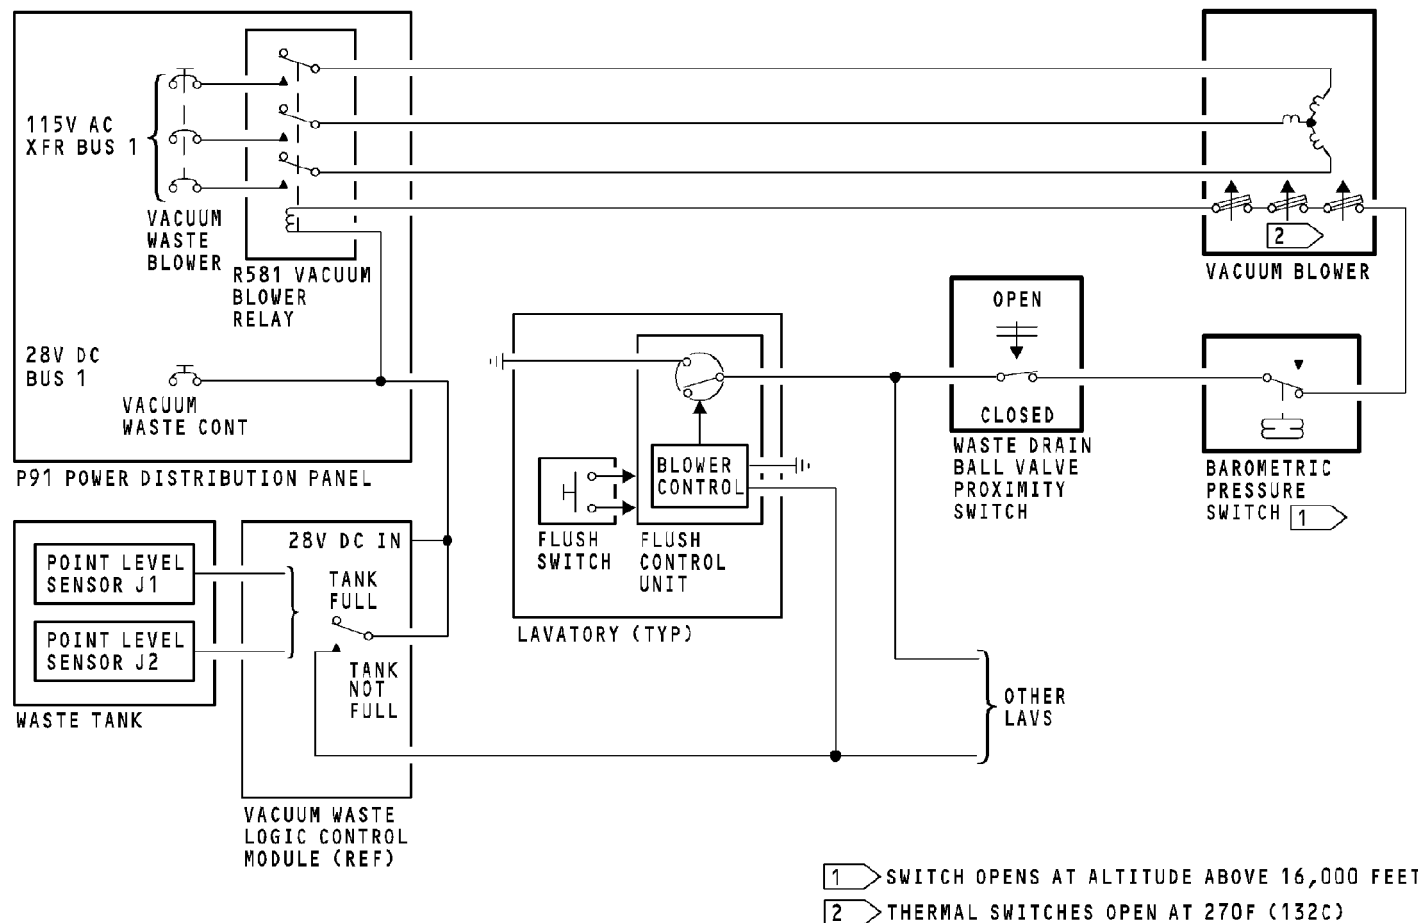 115V AC
XFR BUS 1
VACUUM
WASTE
BLOWER
R581 VACUUM
BLOWER
RELAY
28V DC
BUS 1
VACUUM
WASTE CONT
P91 POWER DISTRIBUTION PANEL
2
VACUUM BLOWER
OPEN
CLOSED
WASTE DRAIN
BALL VALVE
PROXIMITY
SWITCH
BAROMETRIC
PRESSURE
SWITCH 1
BLOWER
CONTROL
FLUSH
SWITCH
FLUSH
CONTROL
UNIT
LAVATORY (TYP)
POINT LEVEL
SENSOR J1
POINT LEVEL
SENSOR J2
WASTE TANK
28V DC IN
TANK
FULL
TANK
NOT
FULL
VACUUM WASTE
LOGIC CONTROL
MODULE (REF)
OTHER
LAVS
1 SWITCH OPENS AT ALTITUDE ABOVE 16,000 FEET
2 THERMAL SWITCHES OPEN AT 270F (132C)